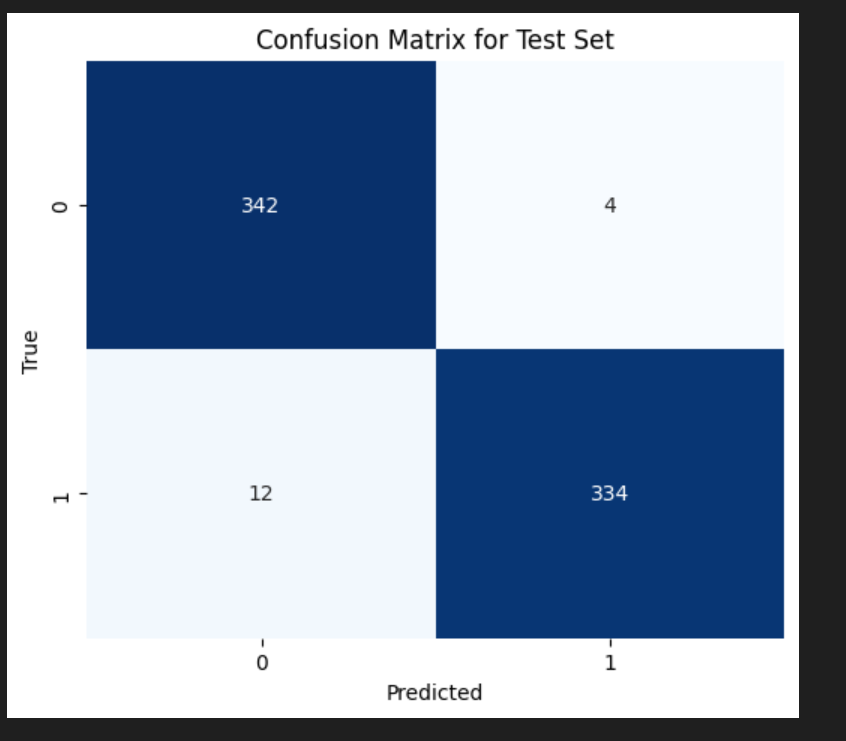 Confusion Matrix for Test Set
0
342
4
True
1
12
334
0
1
Predicted